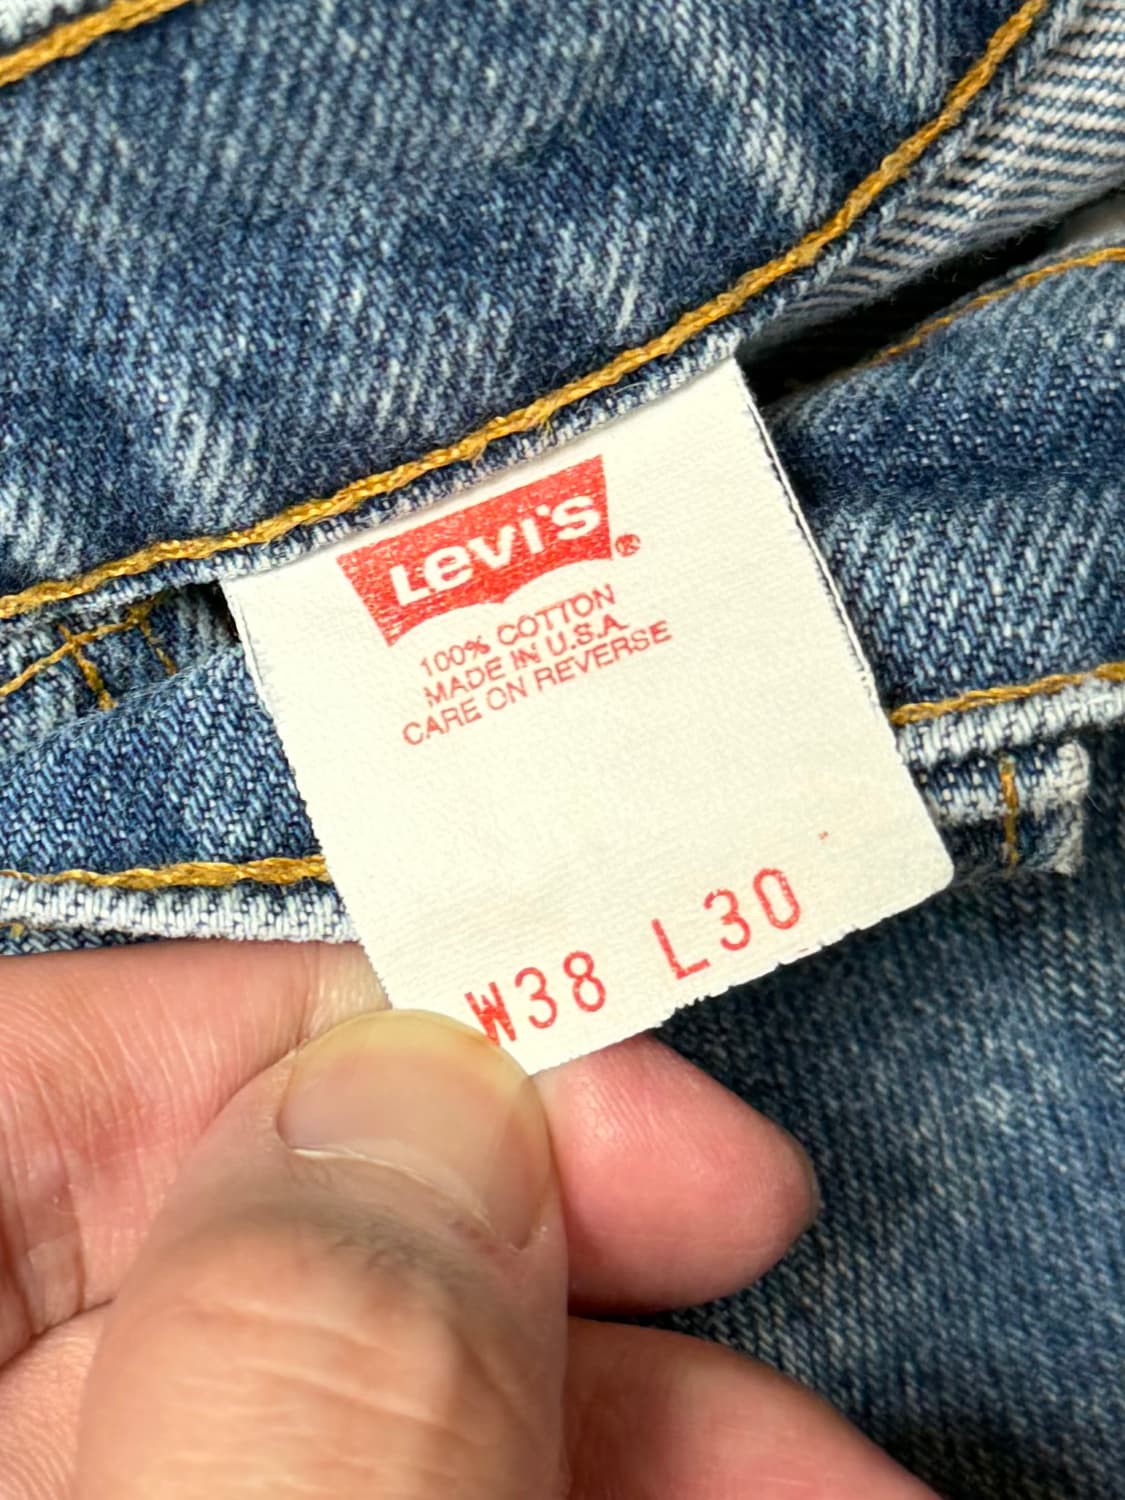 Levi's®
100% COTTON
MADE IN U.S.A.
CARE ON REVERSE
W38 L30